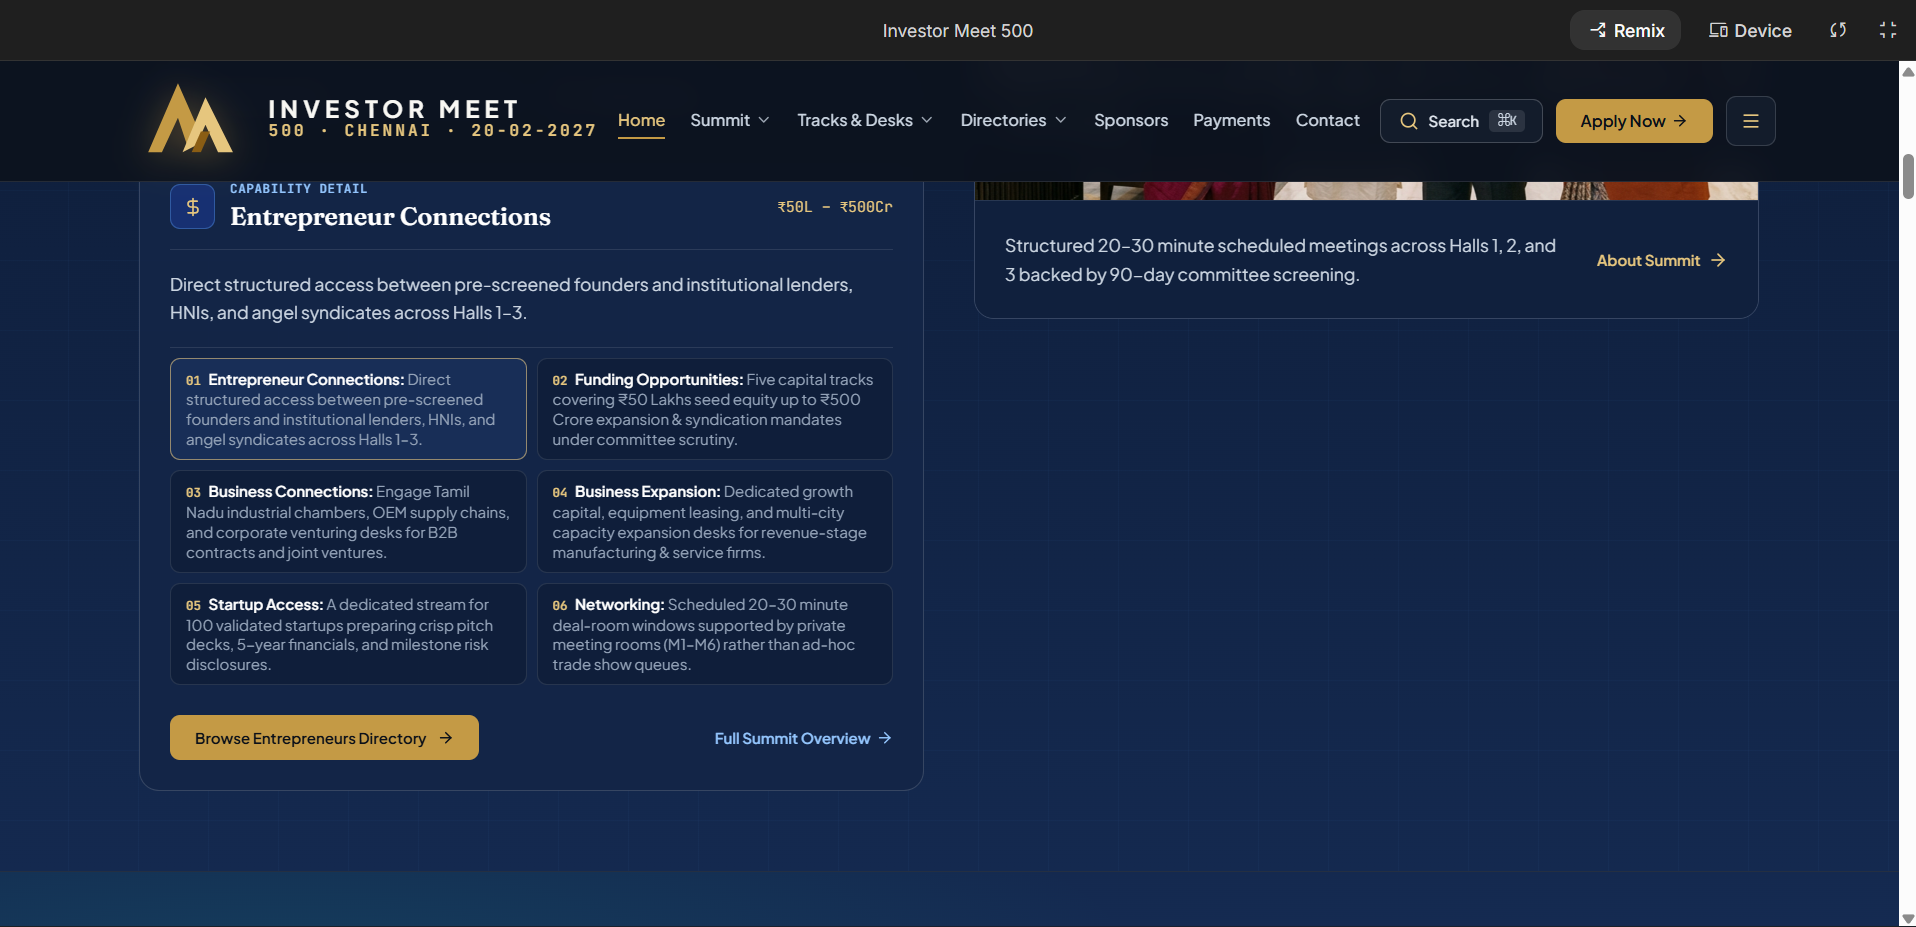 Investor Meet 500
Remix
Device
INVESTOR MEET
500 · CHENNAI · 20-02-2027
Home
Summit
Tracks & Desks
Directories
Sponsors
Payments
Contact
Search ⌘K
Apply Now →
CAPABILITY DETAIL
$
Entrepreneur Connections
₹50L – ₹500Cr
Direct structured access between pre-screened founders and institutional lenders,
HNIs, and angel syndicates across Halls 1–3.
01 Entrepreneur Connections: Direct
structured access between pre-screened
founders and institutional lenders, HNIs, and
angel syndicates across Halls 1–3.
02 Funding Opportunities: Five capital tracks
covering ₹50 Lakhs seed equity up to ₹500
Crore expansion & syndication mandates
under committee scrutiny.
03 Business Connections: Engage Tamil
Nadu industrial chambers, OEM supply chains,
and corporate venturing desks for B2B
contracts and joint ventures.
04 Business Expansion: Dedicated growth
capital, equipment leasing, and multi-city
capacity expansion desks for revenue-stage
manufacturing & service firms.
05 Startup Access: A dedicated stream for
100 validated startups preparing crisp pitch
decks, 5-year financials, and milestone risk
disclosures.
06 Networking: Scheduled 20–30 minute
deal-room windows supported by private
meeting rooms (M1–M6) rather than ad-hoc
trade show queues.
Browse Entrepreneurs Directory →
Full Summit Overview →
Structured 20–30 minute scheduled meetings across Halls 1, 2, and
3 backed by 90-day committee screening.
About Summit →